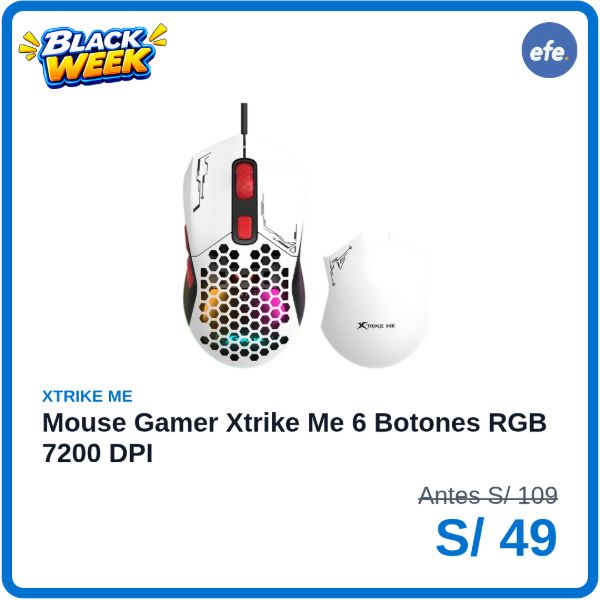 BLACK
WEEK
efe.
XTRIKE ME
XTRIKE ME
Mouse Gamer Xtrike Me 6 Botones RGB
7200 DPI
Antes S/ 109
S/ 49